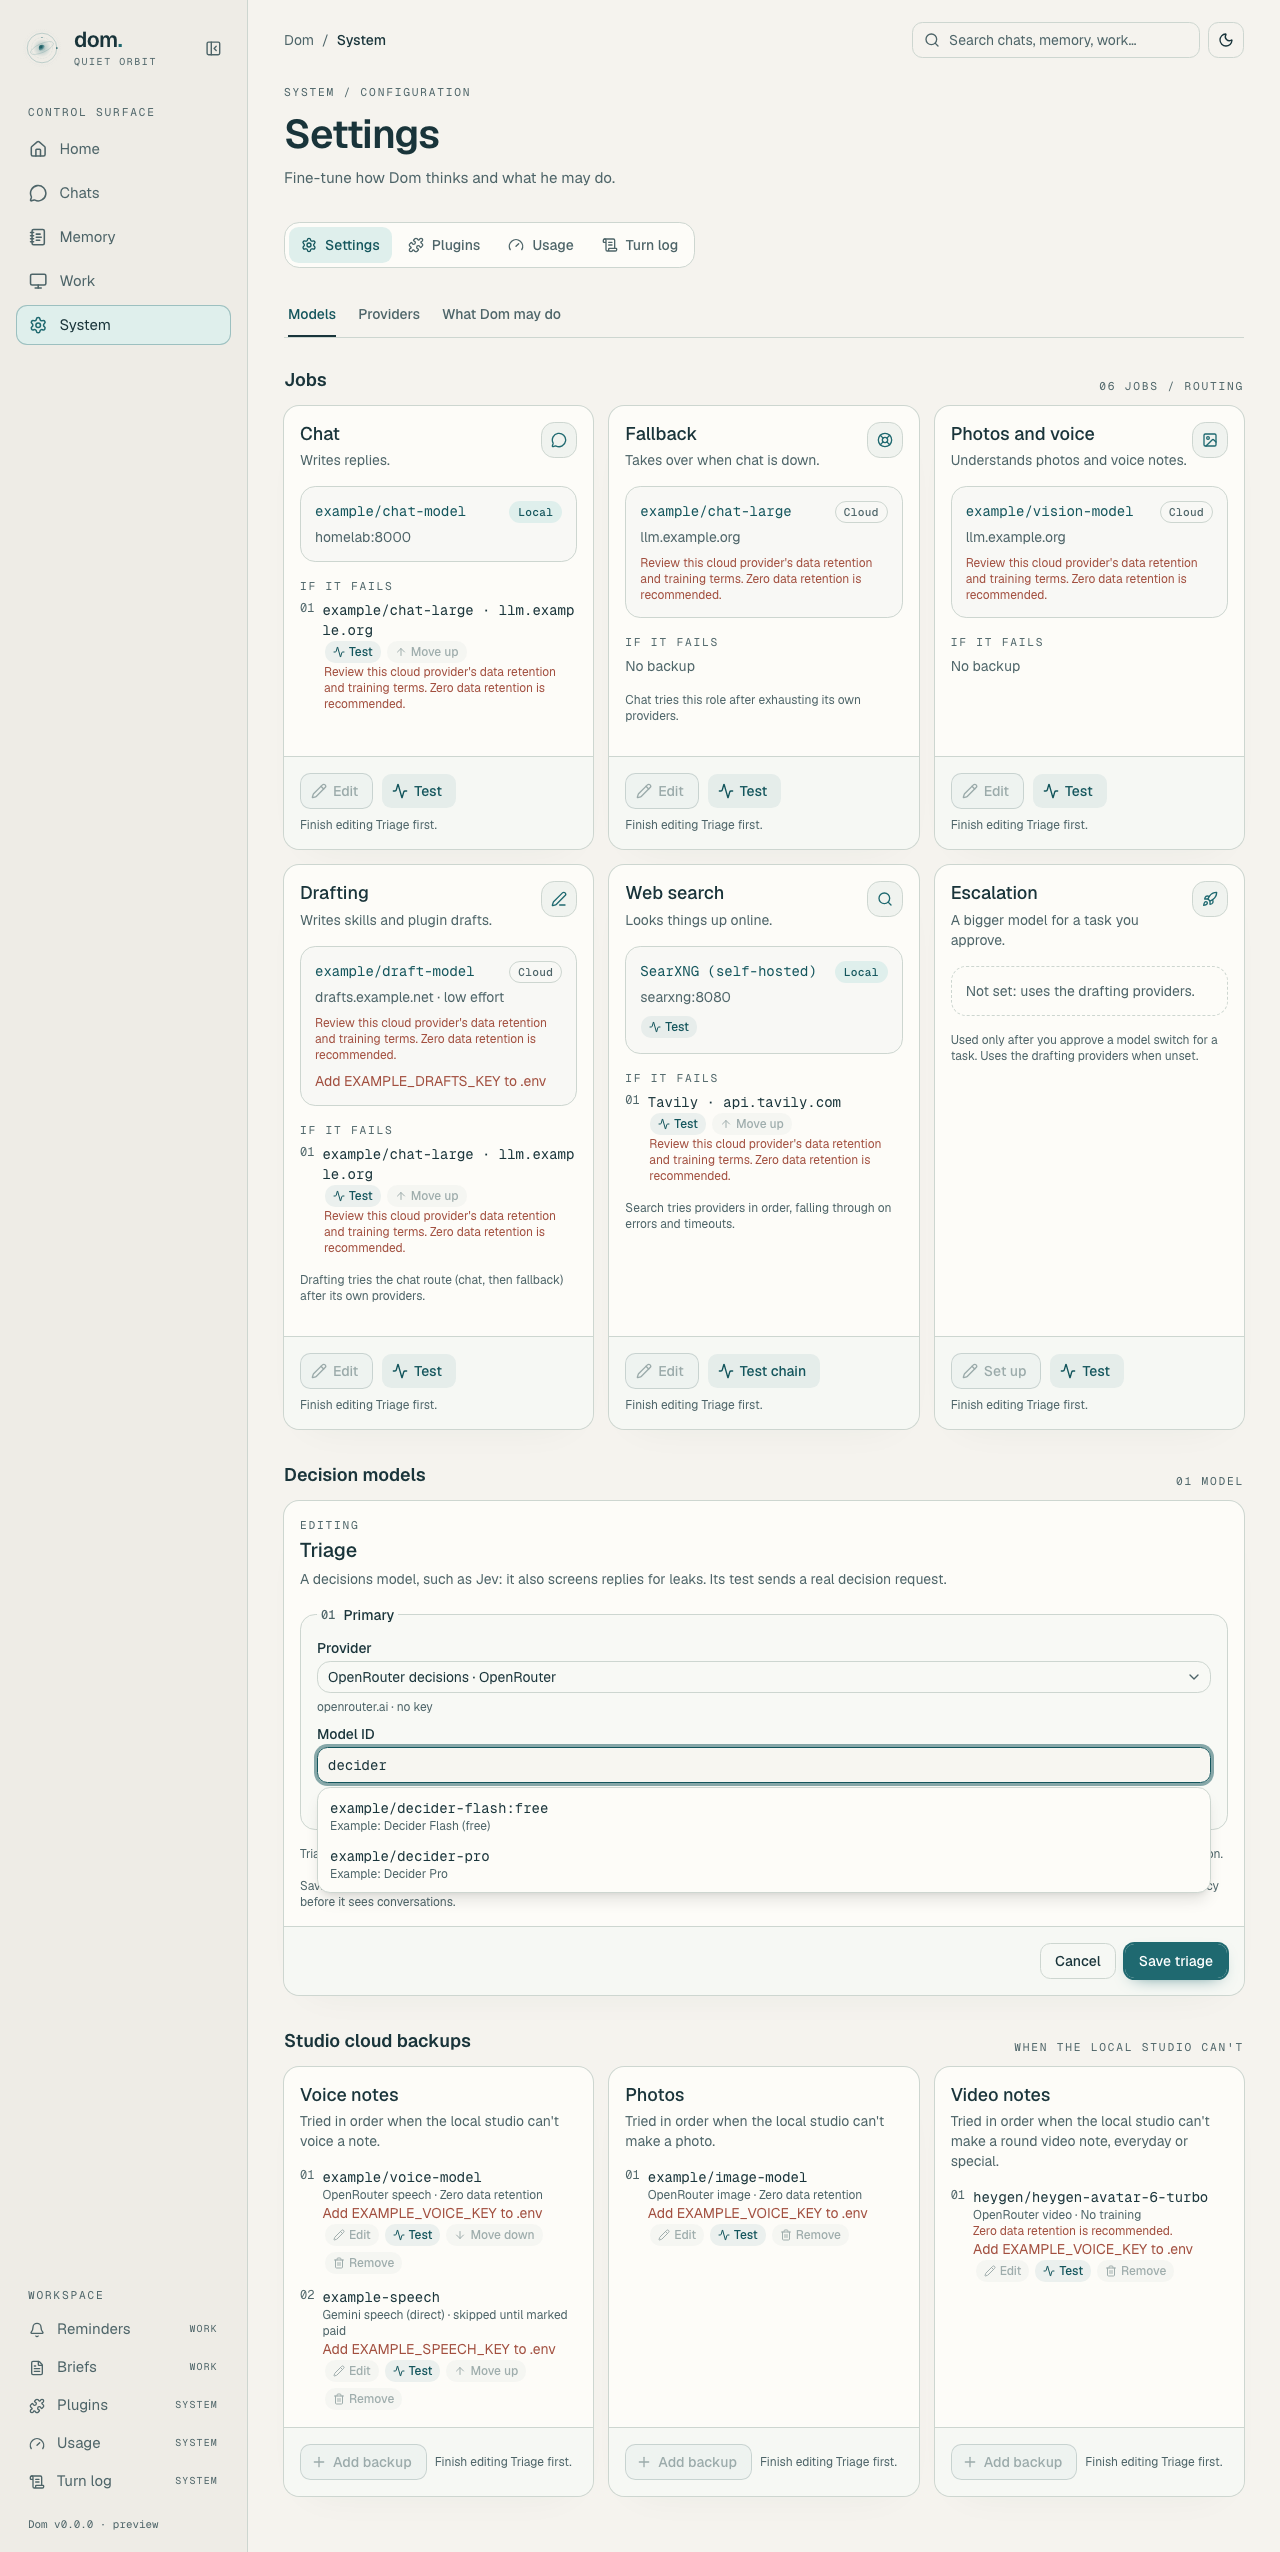 dom.
QUIET ORBIT
CONTROL SURFACE
Home
Chats
Memory
Work
System
WORKSPACE
Reminders WORK
Briefs WORK
Plugins SYSTEM
Usage SYSTEM
Turn log SYSTEM
Dom v0.0.0 · preview
Dom / System
Search chats, memory, work…
SYSTEM / CONFIGURATION
Settings
Fine-tune how Dom thinks and what he may do.
Settings Plugins Usage Turn log
Models Providers What Dom may do
Jobs
06 JOBS / ROUTING
Chat
Writes replies.
example/chat-model Local
homelab:8000
IF IT FAILS
01 example/chat-large · llm.examp
le.org
Test Move up
Review this cloud provider's data retention
and training terms. Zero data retention is
recommended.
Edit Test
Finish editing Triage first.
Fallback
Takes over when chat is down.
example/chat-large Cloud
llm.example.org
Review this cloud provider's data retention
and training terms. Zero data retention is
recommended.
IF IT FAILS
No backup
Chat tries this role after exhausting its own
providers.
Edit Test
Finish editing Triage first.
Photos and voice
Understands photos and voice notes.
example/vision-model Cloud
llm.example.org
Review this cloud provider's data retention
and training terms. Zero data retention is
recommended.
IF IT FAILS
No backup
Edit Test
Finish editing Triage first.
Drafting
Writes skills and plugin drafts.
example/draft-model Cloud
drafts.example.net · low effort
Review this cloud provider's data retention
and training terms. Zero data retention is
recommended.
Add EXAMPLE_DRAFTS_KEY to .env
IF IT FAILS
01 example/chat-large · llm.examp
le.org
Test Move up
Review this cloud provider's data retention
and training terms. Zero data retention is
recommended.
Drafting tries the chat route (chat, then fallback)
after its own providers.
Edit Test
Finish editing Triage first.
Web search
Looks things up online.
SearXNG (self-hosted) Local
searxng:8080
Test
IF IT FAILS
01 Tavily · api.tavily.com
Test Move up
Review this cloud provider's data retention
and training terms. Zero data retention is
recommended.
Search tries providers in order, falling through on
errors and timeouts.
Edit Test chain
Finish editing Triage first.
Escalation
A bigger model for a task you
approve.
Not set: uses the drafting providers.
Used only after you approve a model switch for a
task. Uses the drafting providers when unset.
Set up Test
Finish editing Triage first.
Decision models
01 MODEL
EDITING
Triage
A decisions model, such as Jev: it also screens replies for leaks. Its test sends a real decision request.
01 Primary
Provider
OpenRouter decisions · OpenRouter
openrouter.ai · no key
Model ID
decider
example/decider-flash:free
Example: Decider Flash (free)
example/decider-pro
Example: Decider Pro
before it sees conversations.
Cancel Save triage
Studio cloud backups
WHEN THE LOCAL STUDIO CAN'T
Voice notes
Tried in order when the local studio can't
voice a note.
01 example/voice-model
OpenRouter speech · Zero data retention
Add EXAMPLE_VOICE_KEY to .env
Edit Test Move down
Remove
02 example-speech
Gemini speech (direct) · skipped until marked
paid
Add EXAMPLE_SPEECH_KEY to .env
Edit Test Move up
Remove
Add backup Finish editing Triage first.
Photos
Tried in order when the local studio can't
make a photo.
01 example/image-model
OpenRouter image · Zero data retention
Add EXAMPLE_VOICE_KEY to .env
Edit Test Remove
Add backup Finish editing Triage first.
Video notes
Tried in order when the local studio can't
make a round video note, everyday or
special.
01 heygen/heygen-avatar-6-turbo
OpenRouter video · No training
Zero data retention is recommended.
Add EXAMPLE_VOICE_KEY to .env
Edit Test Remove
Add backup Finish editing Triage first.